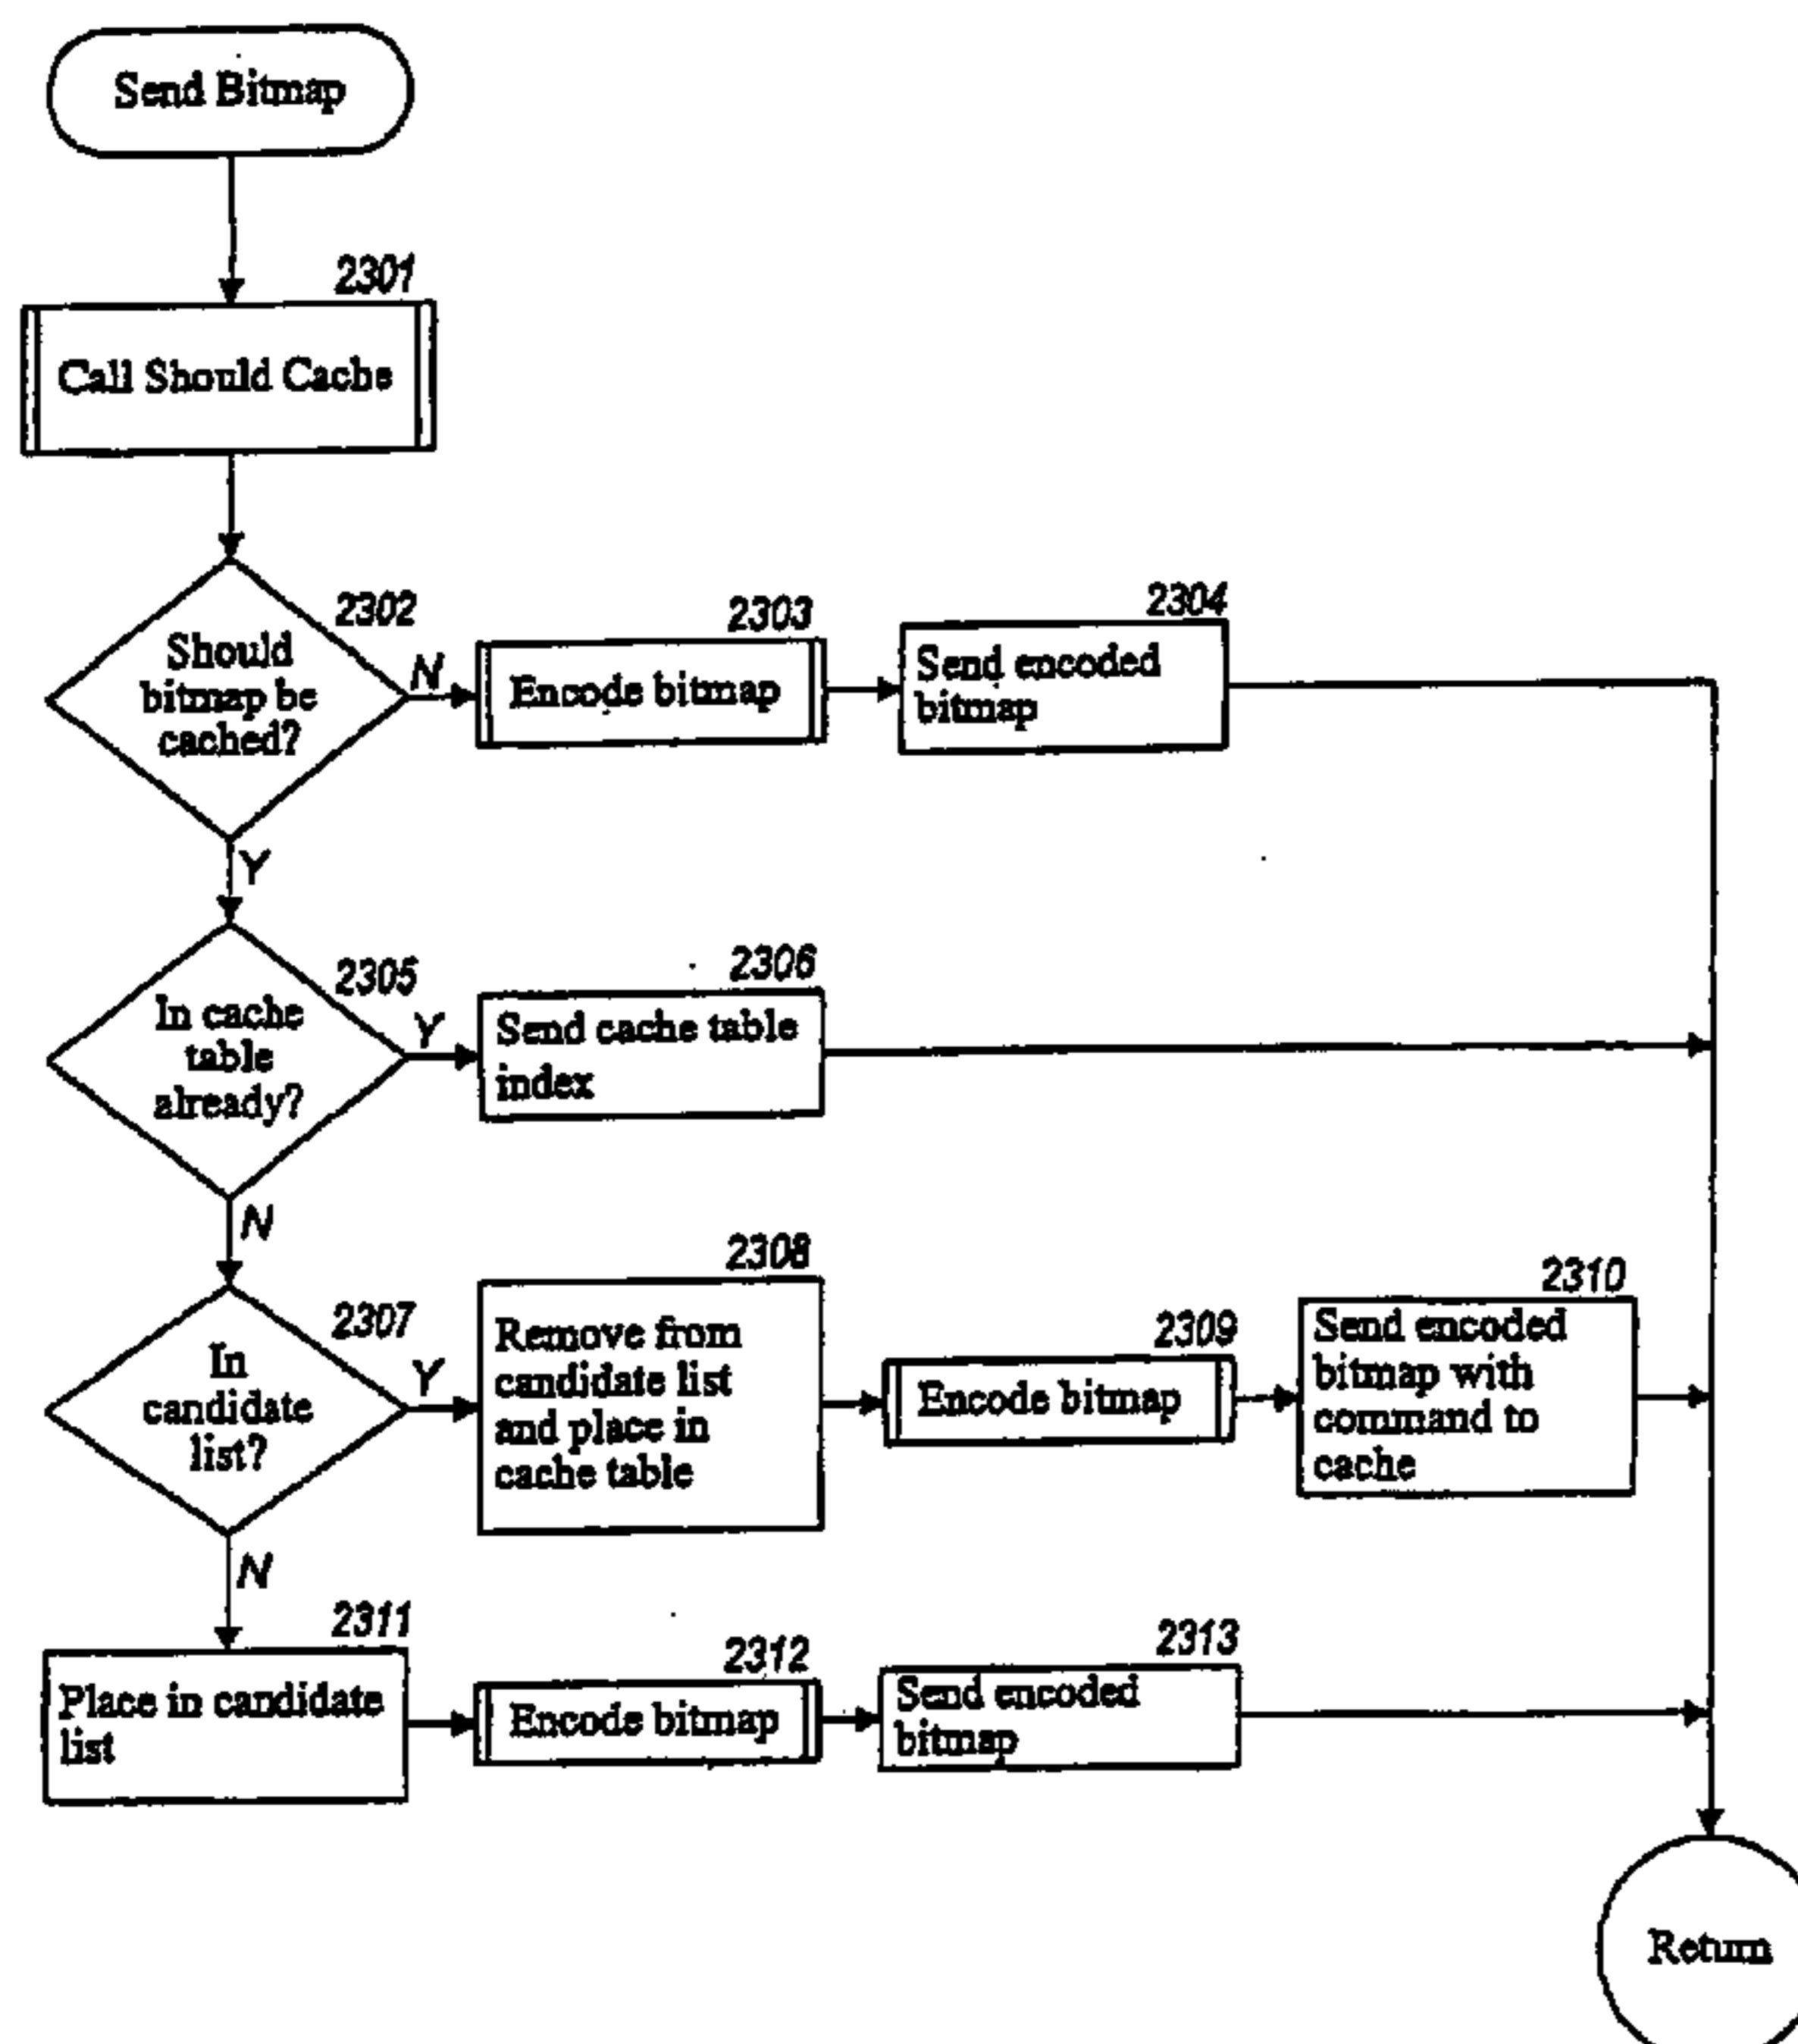 Send Bitmap
2301
Call Should Cache
2302
Should
bitmap be
cached?
N
2303
Encode bitmap
2304
Send encoded
bitmap
Y
2305
In cache
table
already?
Y
2306
Send cache table
index
N
2307
In
candidate
list?
Y
2308
Remove from
candidate list
and place in
cache table
2309
Encode bitmap
2310
Send encoded
bitmap with
command to
cache
N
2311
Place in candidate
list
2312
Encode bitmap
2313
Send encoded
bitmap
Return